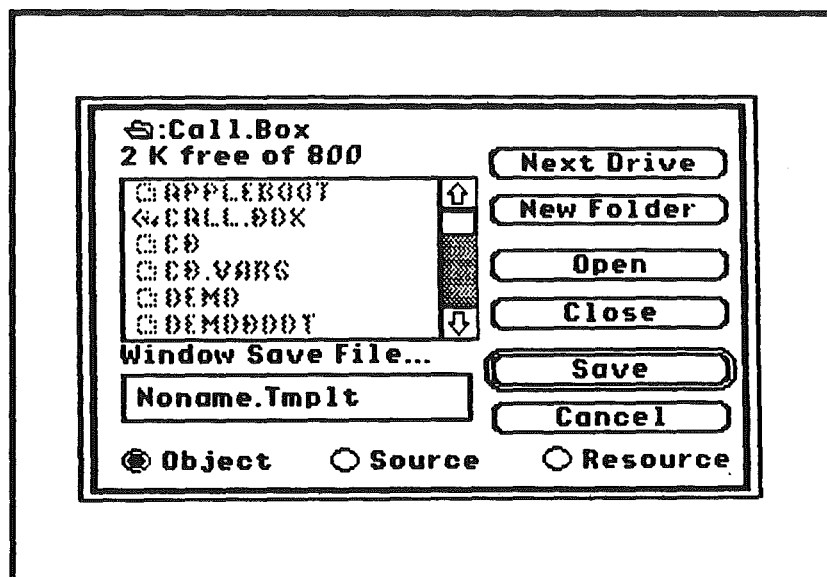 :Call.Box
2 K free of 800
APPLEBOOT
CALL.BOX
CB
CB.VARS
DEMO
DEMOBOOT
Window Save File...
Noname.Tmplt
Next Drive
New Folder
Open
Close
Save
Cancel
Object
Source
Resource